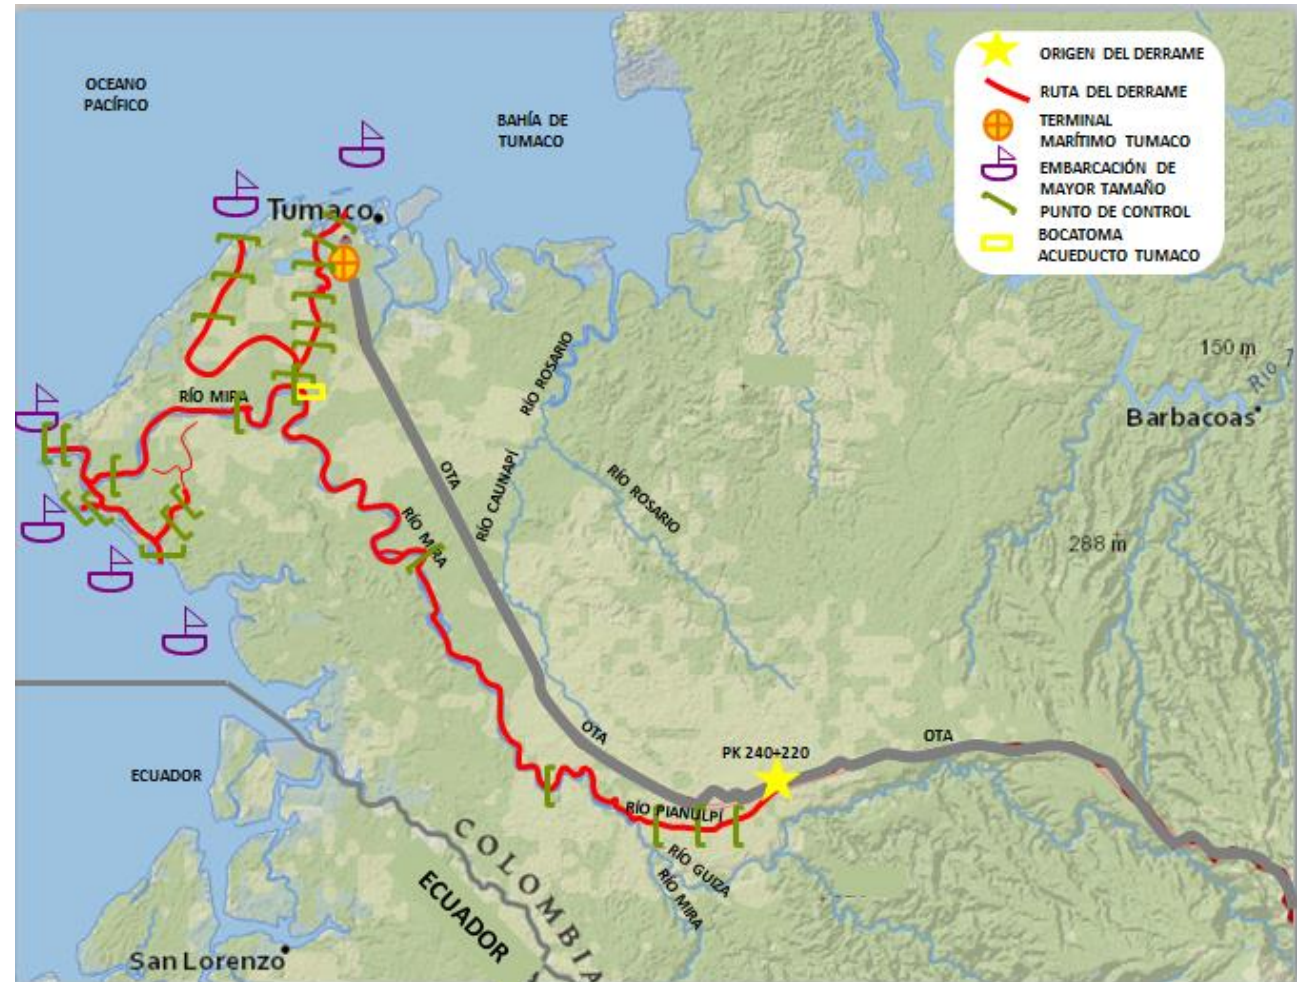 OCEANO
PACÍFICO
BAHÍA DE
TUMACO
ORIGEN DEL DERRAME
RUTA DEL DERRAME
TERMINAL
MARÍTIMO TUMACO
EMBARCACIÓN DE
MAYOR TAMAÑO
PUNTO DE CONTROL
BOCATOMA
ACUEDUCTO TUMACO
Tumaco
150 m
Río
RÍO ROSARIO
RÍO MIRA
Barbacoas
OTA
RÍO CAUNAPÍ
RÍO ROSARIO
RÍO MIRA
288 m
OTA
PK 240+220
OTA
ECUADOR
RÍO PIANULPÍ
RÍO GUIZA
RÍO MIRA
COLOMBIA
ECUADOR
San Lorenzo